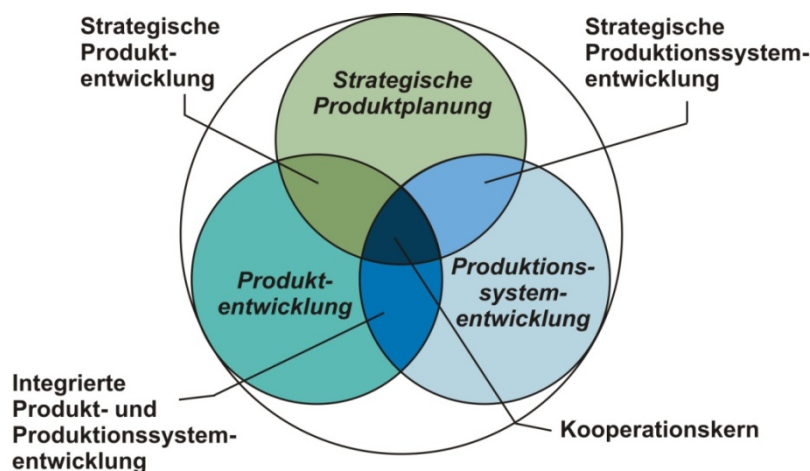 Strategische
Produkt-
entwicklung
Strategische
Produktionssystem-
entwicklung
Strategische
Produktplanung
Produkt-
entwicklung
Produktions-
system-
entwicklung
Integrierte
Produkt- und
Produktionssystem-
entwicklung
Kooperationskern